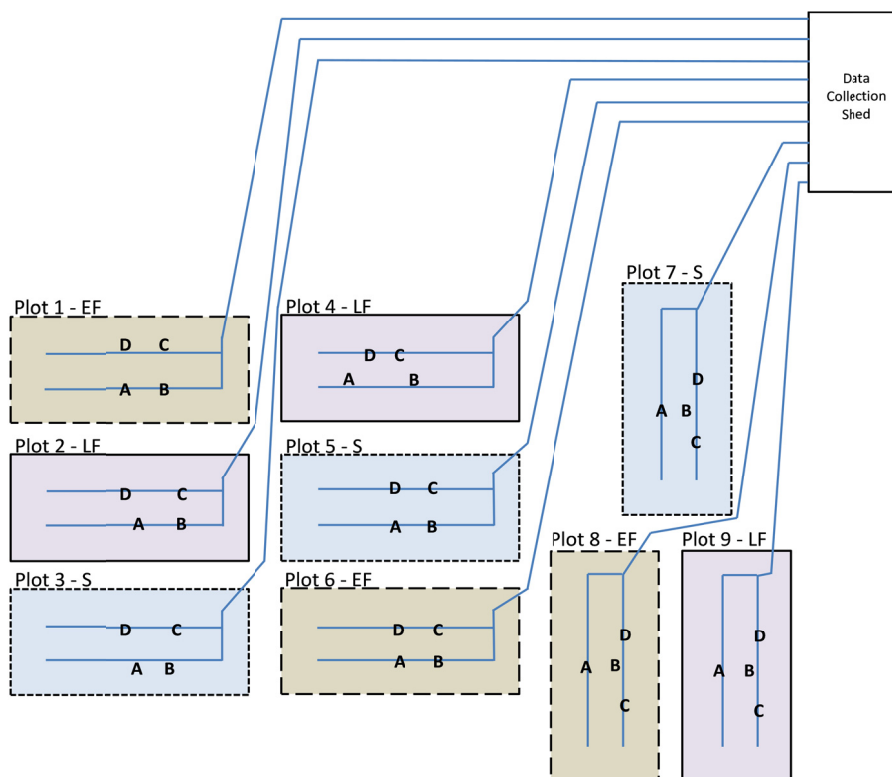 Data
Collection
Shed
Plot 7 - S
D
A B
C
Plot 1 - EF
D C
A B
Plot 4 - LF
D C
A B
Plot 2 - LF
D C
A B
Plot 5 - S
D C
A B
Plot 3 - S
D C
A B
Plot 6 - EF
D C
A B
Plot 8 - EF
D
A B
C
Plot 9 - LF
D
A B
C